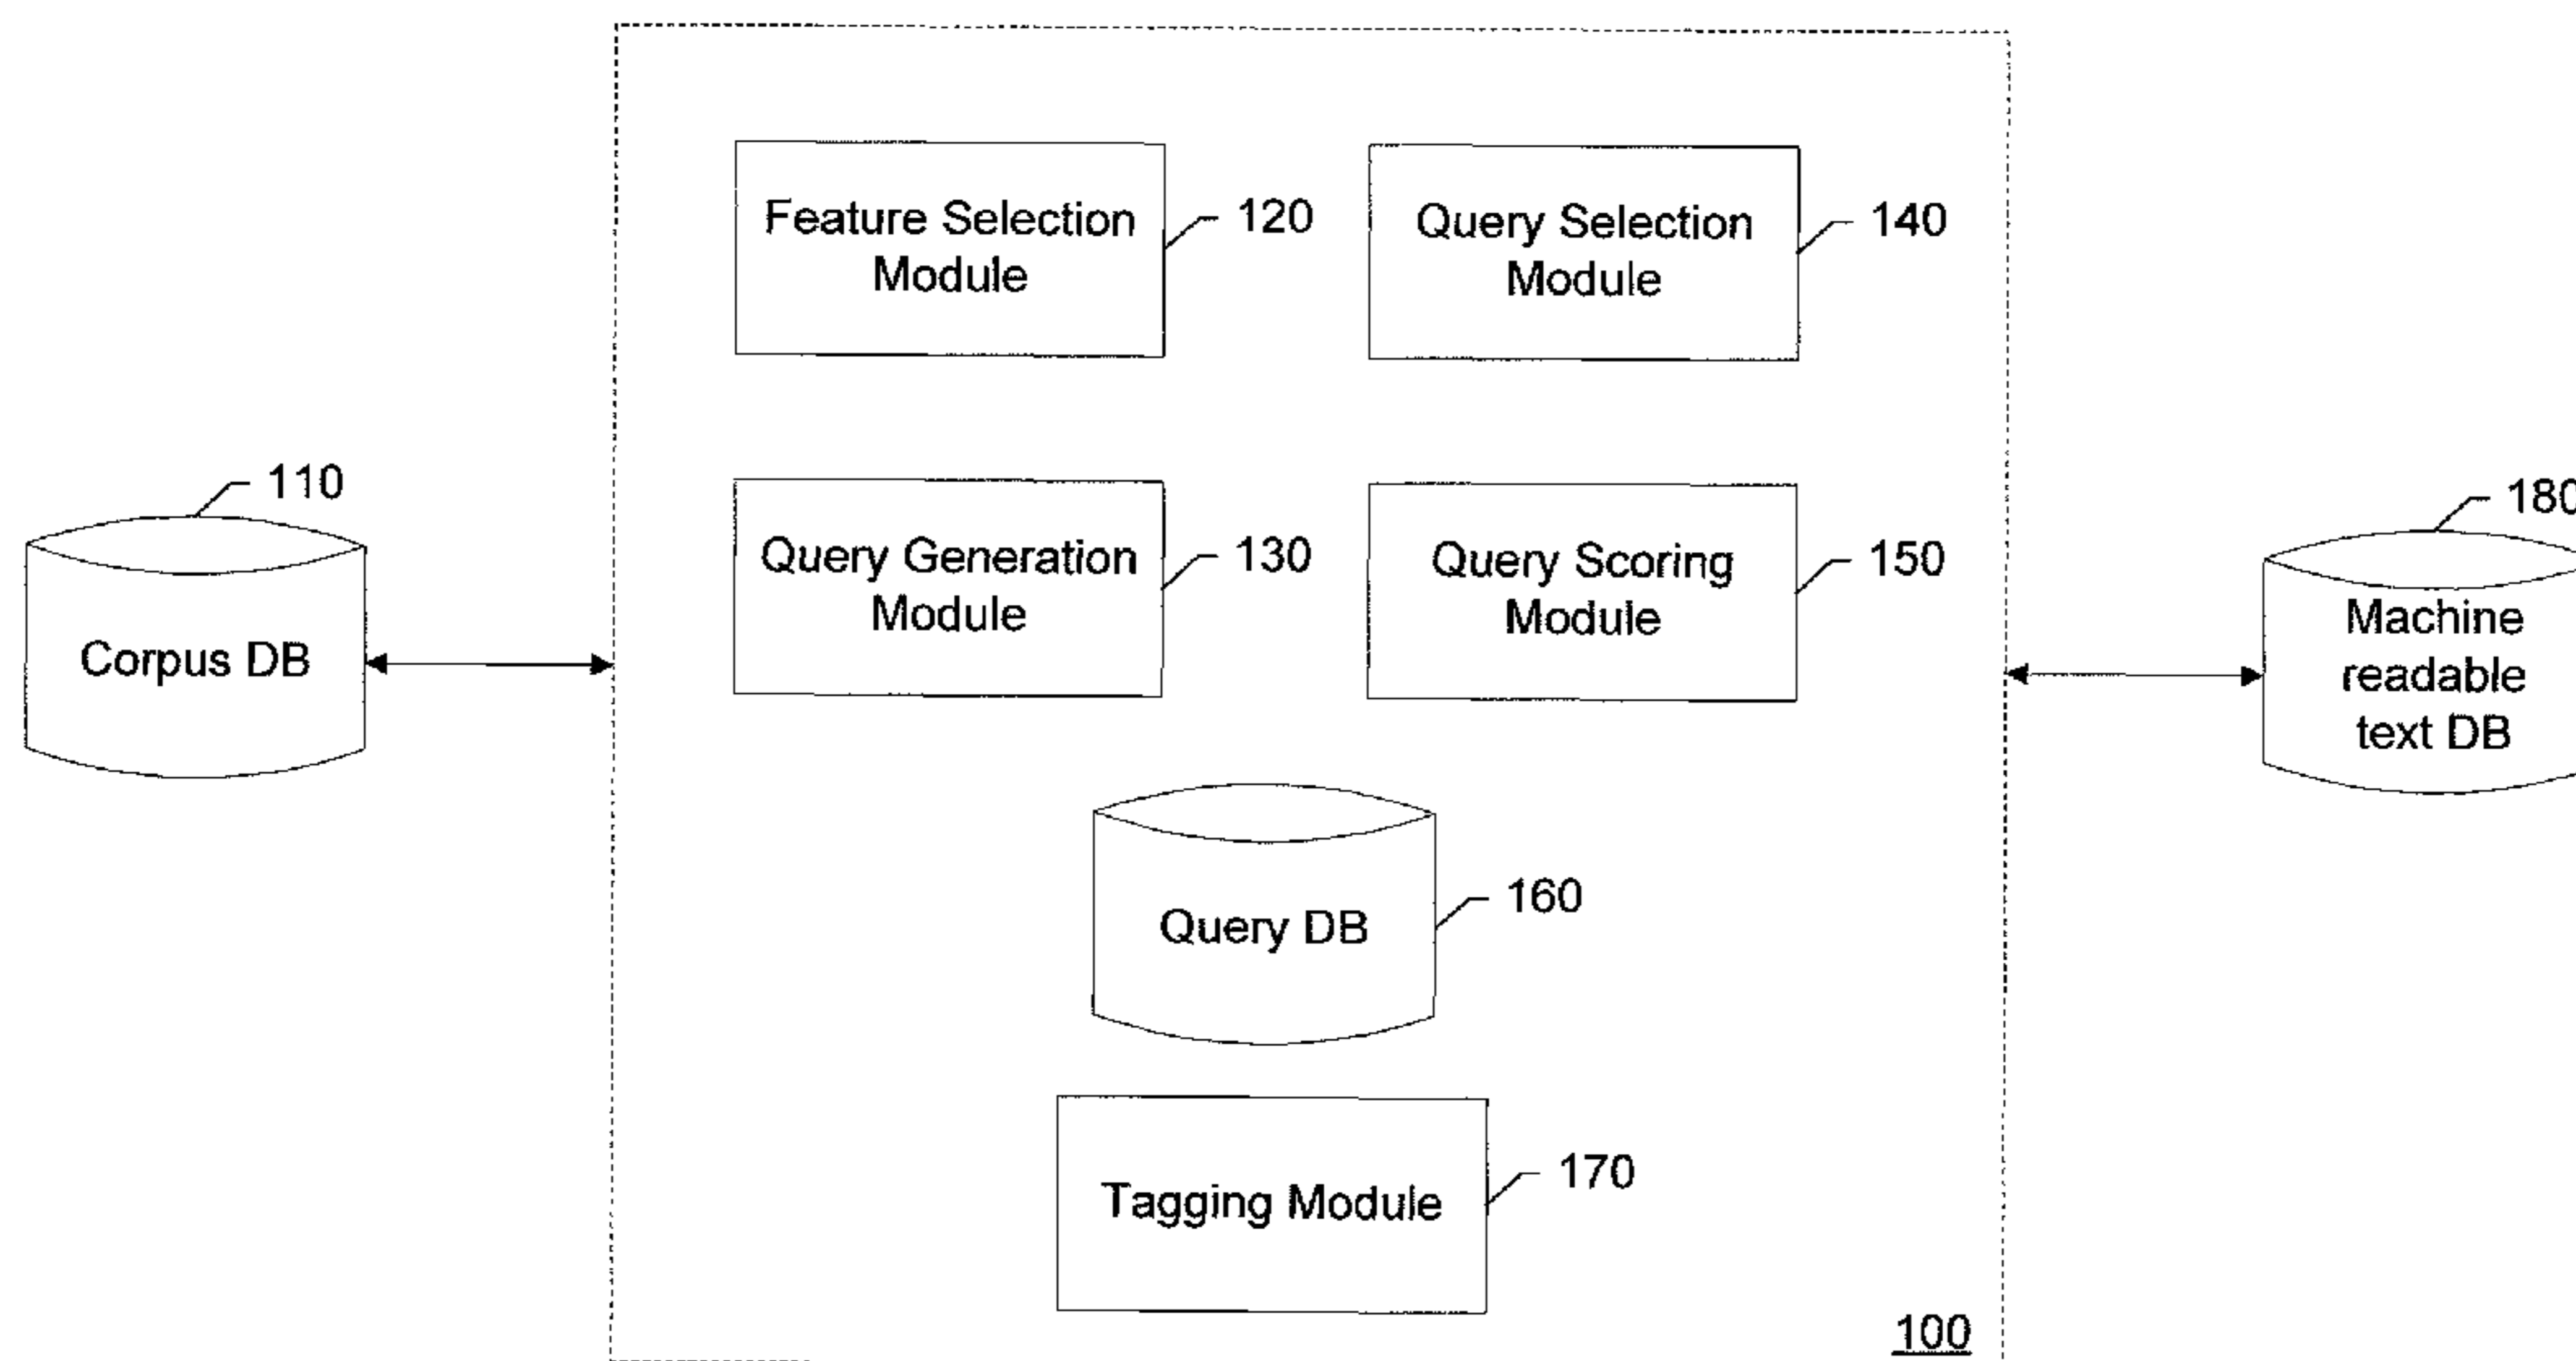 Feature Selection
Module
120
Query Selection
Module
140
110
Corpus DB
Query Generation
Module
130
Query Scoring
Module
150
180
Machine
readable
text DB
Query DB
160
Tagging Module
170
100